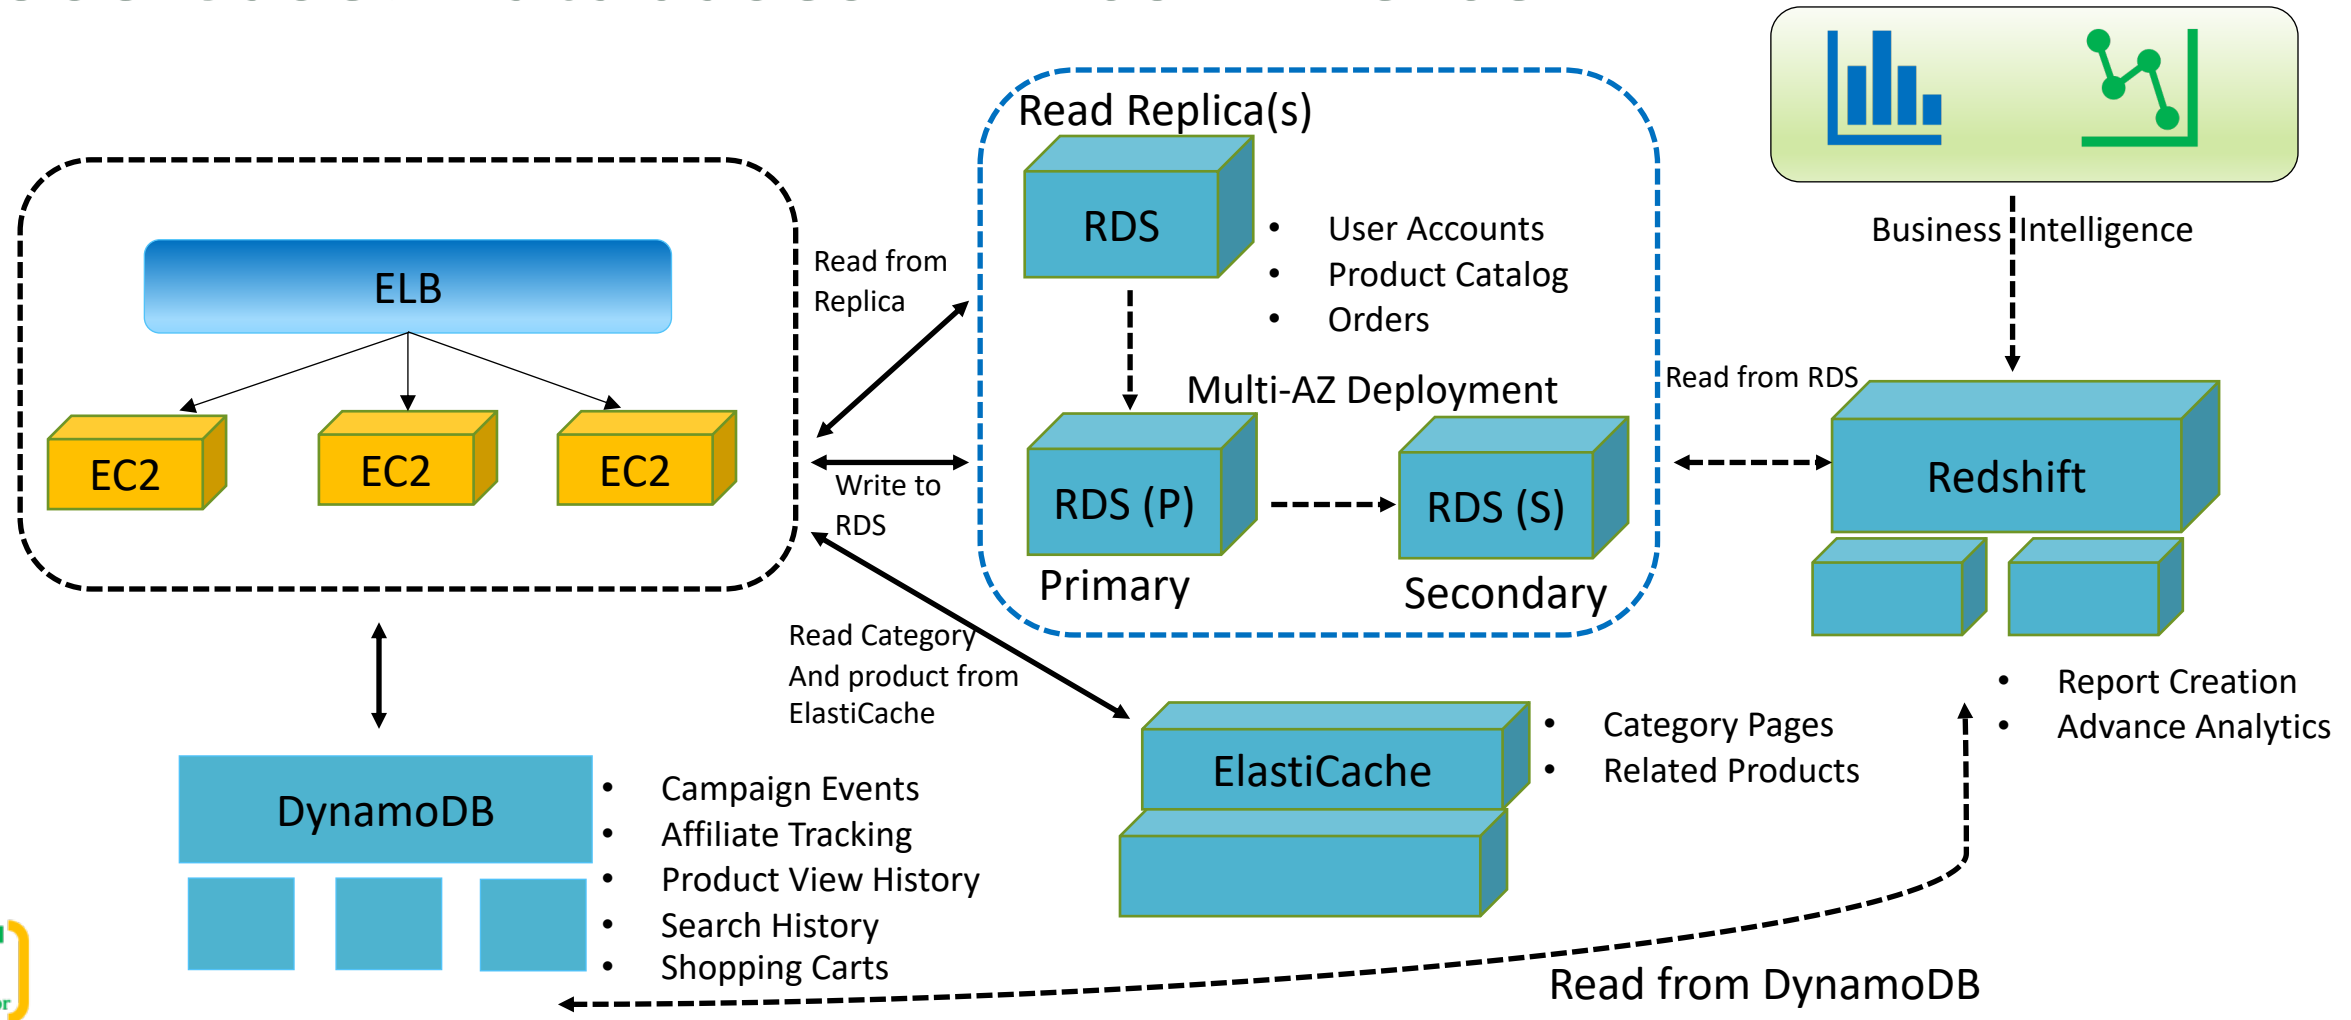 Read Replica(s)
RDS
• User Accounts
• Product Catalog
• Orders
Business Intelligence
ELB
Read from
Replica
EC2
EC2
EC2
Multi-AZ Deployment
Read from RDS
Write to
RDS
RDS (P)
RDS (S)
Redshift
Primary
Secondary
Read Category
And product from
ElastiCache
• Report Creation
• Advance Analytics
ElastiCache
• Category Pages
• Related Products
DynamoDB
• Campaign Events
• Affiliate Tracking
• Product View History
• Search History
• Shopping Carts
Read from DynamoDB